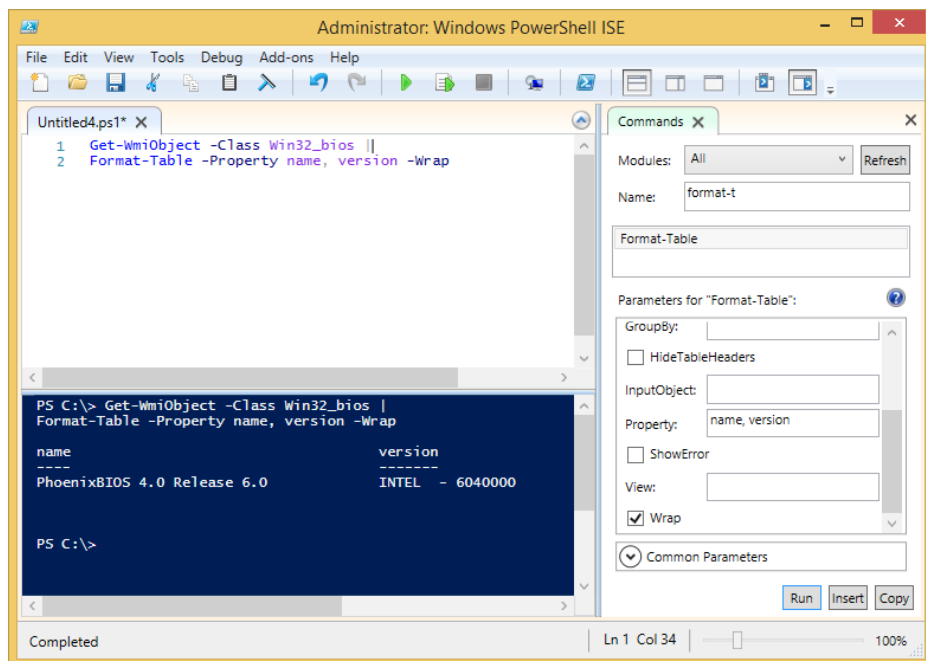 Administrator: Windows PowerShell ISE
File Edit View Tools Debug Add-ons Help
Untitled4.ps1* X
1 Get-WmiObject -Class Win32_bios |
2 Format-Table -Property name, version -Wrap
PS C:\> Get-WmiObject -Class Win32_bios |
Format-Table -Property name, version -Wrap
name version
---- -------
PhoenixBIOS 4.0 Release 6.0 INTEL - 6040000
PS C:\>
Commands X
Modules: All Refresh
Name: format-t
Format-Table
Parameters for "Format-Table":
GroupBy:
HideTableHeaders
InputObject:
Property: name, version
ShowError
View:
Wrap
Common Parameters
Run Insert Copy
Completed Ln 1 Col 34 100%